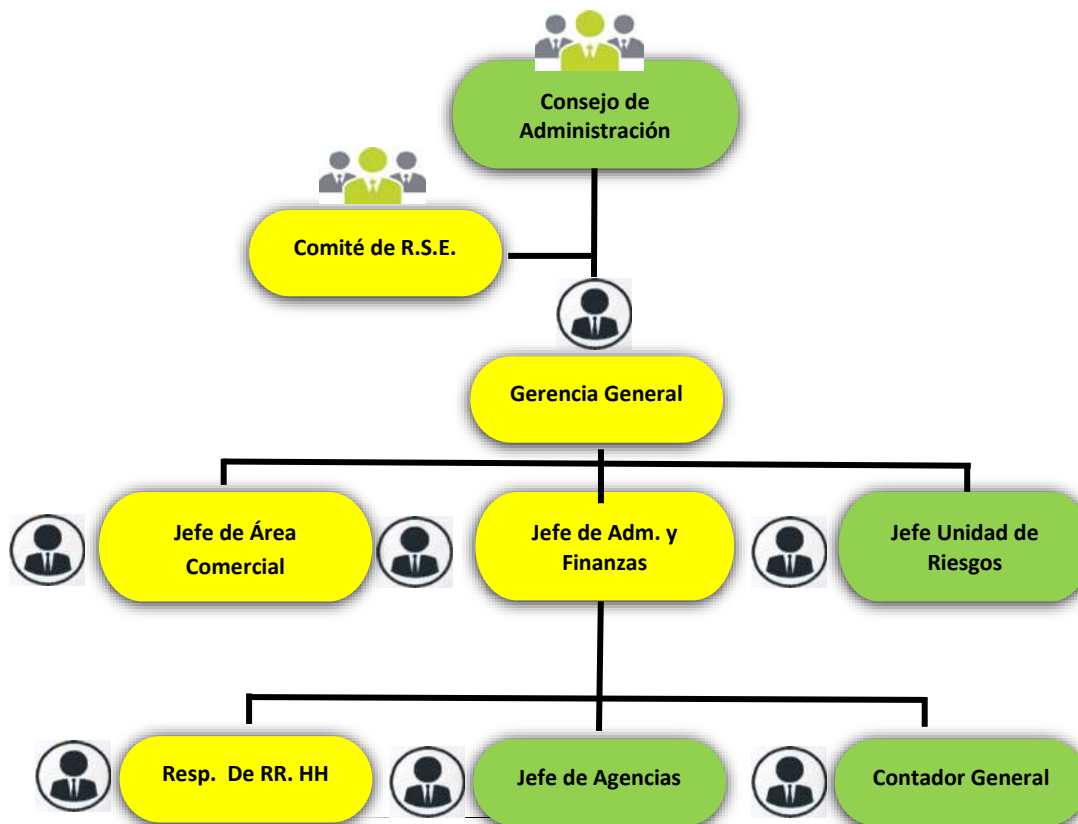 Consejo de
Administración
Comité de R.S.E.
Gerencia General
Jefe de Área
Comercial
Jefe de Adm. y
Finanzas
Jefe Unidad de
Riesgos
Resp. De RR. HH
Jefe de Agencias
Contador General